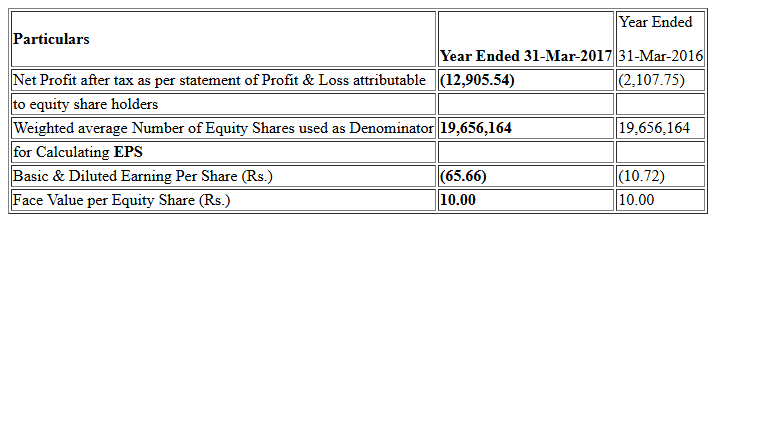 Particulars Year Ended 31-Mar-2017 Year Ended 31-Mar-2016
Net Profit after tax as per statement of Profit & Loss attributable (12,905.54) (2,107.75)
to equity share holders
Weighted average Number of Equity Shares used as Denominator 19,656,164 19,656,164
for Calculating EPS
Basic & Diluted Earning Per Share (Rs.) (65.66) (10.72)
Face Value per Equity Share (Rs.) 10.00 10.00